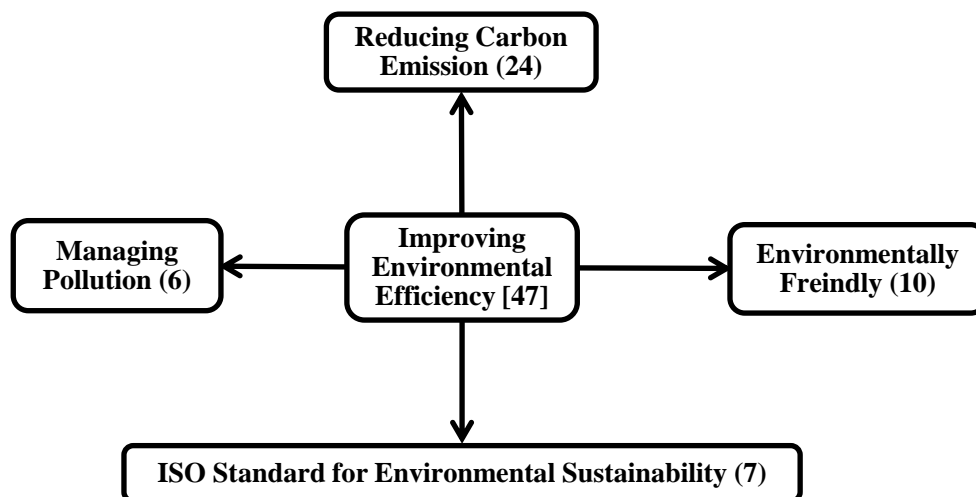 Reducing Carbon
Emission (24)
Managing
Pollution (6)
Improving
Environmental
Efficiency [47]
Environmentally
Freindly (10)
ISO Standard for Environmental Sustainability (7)